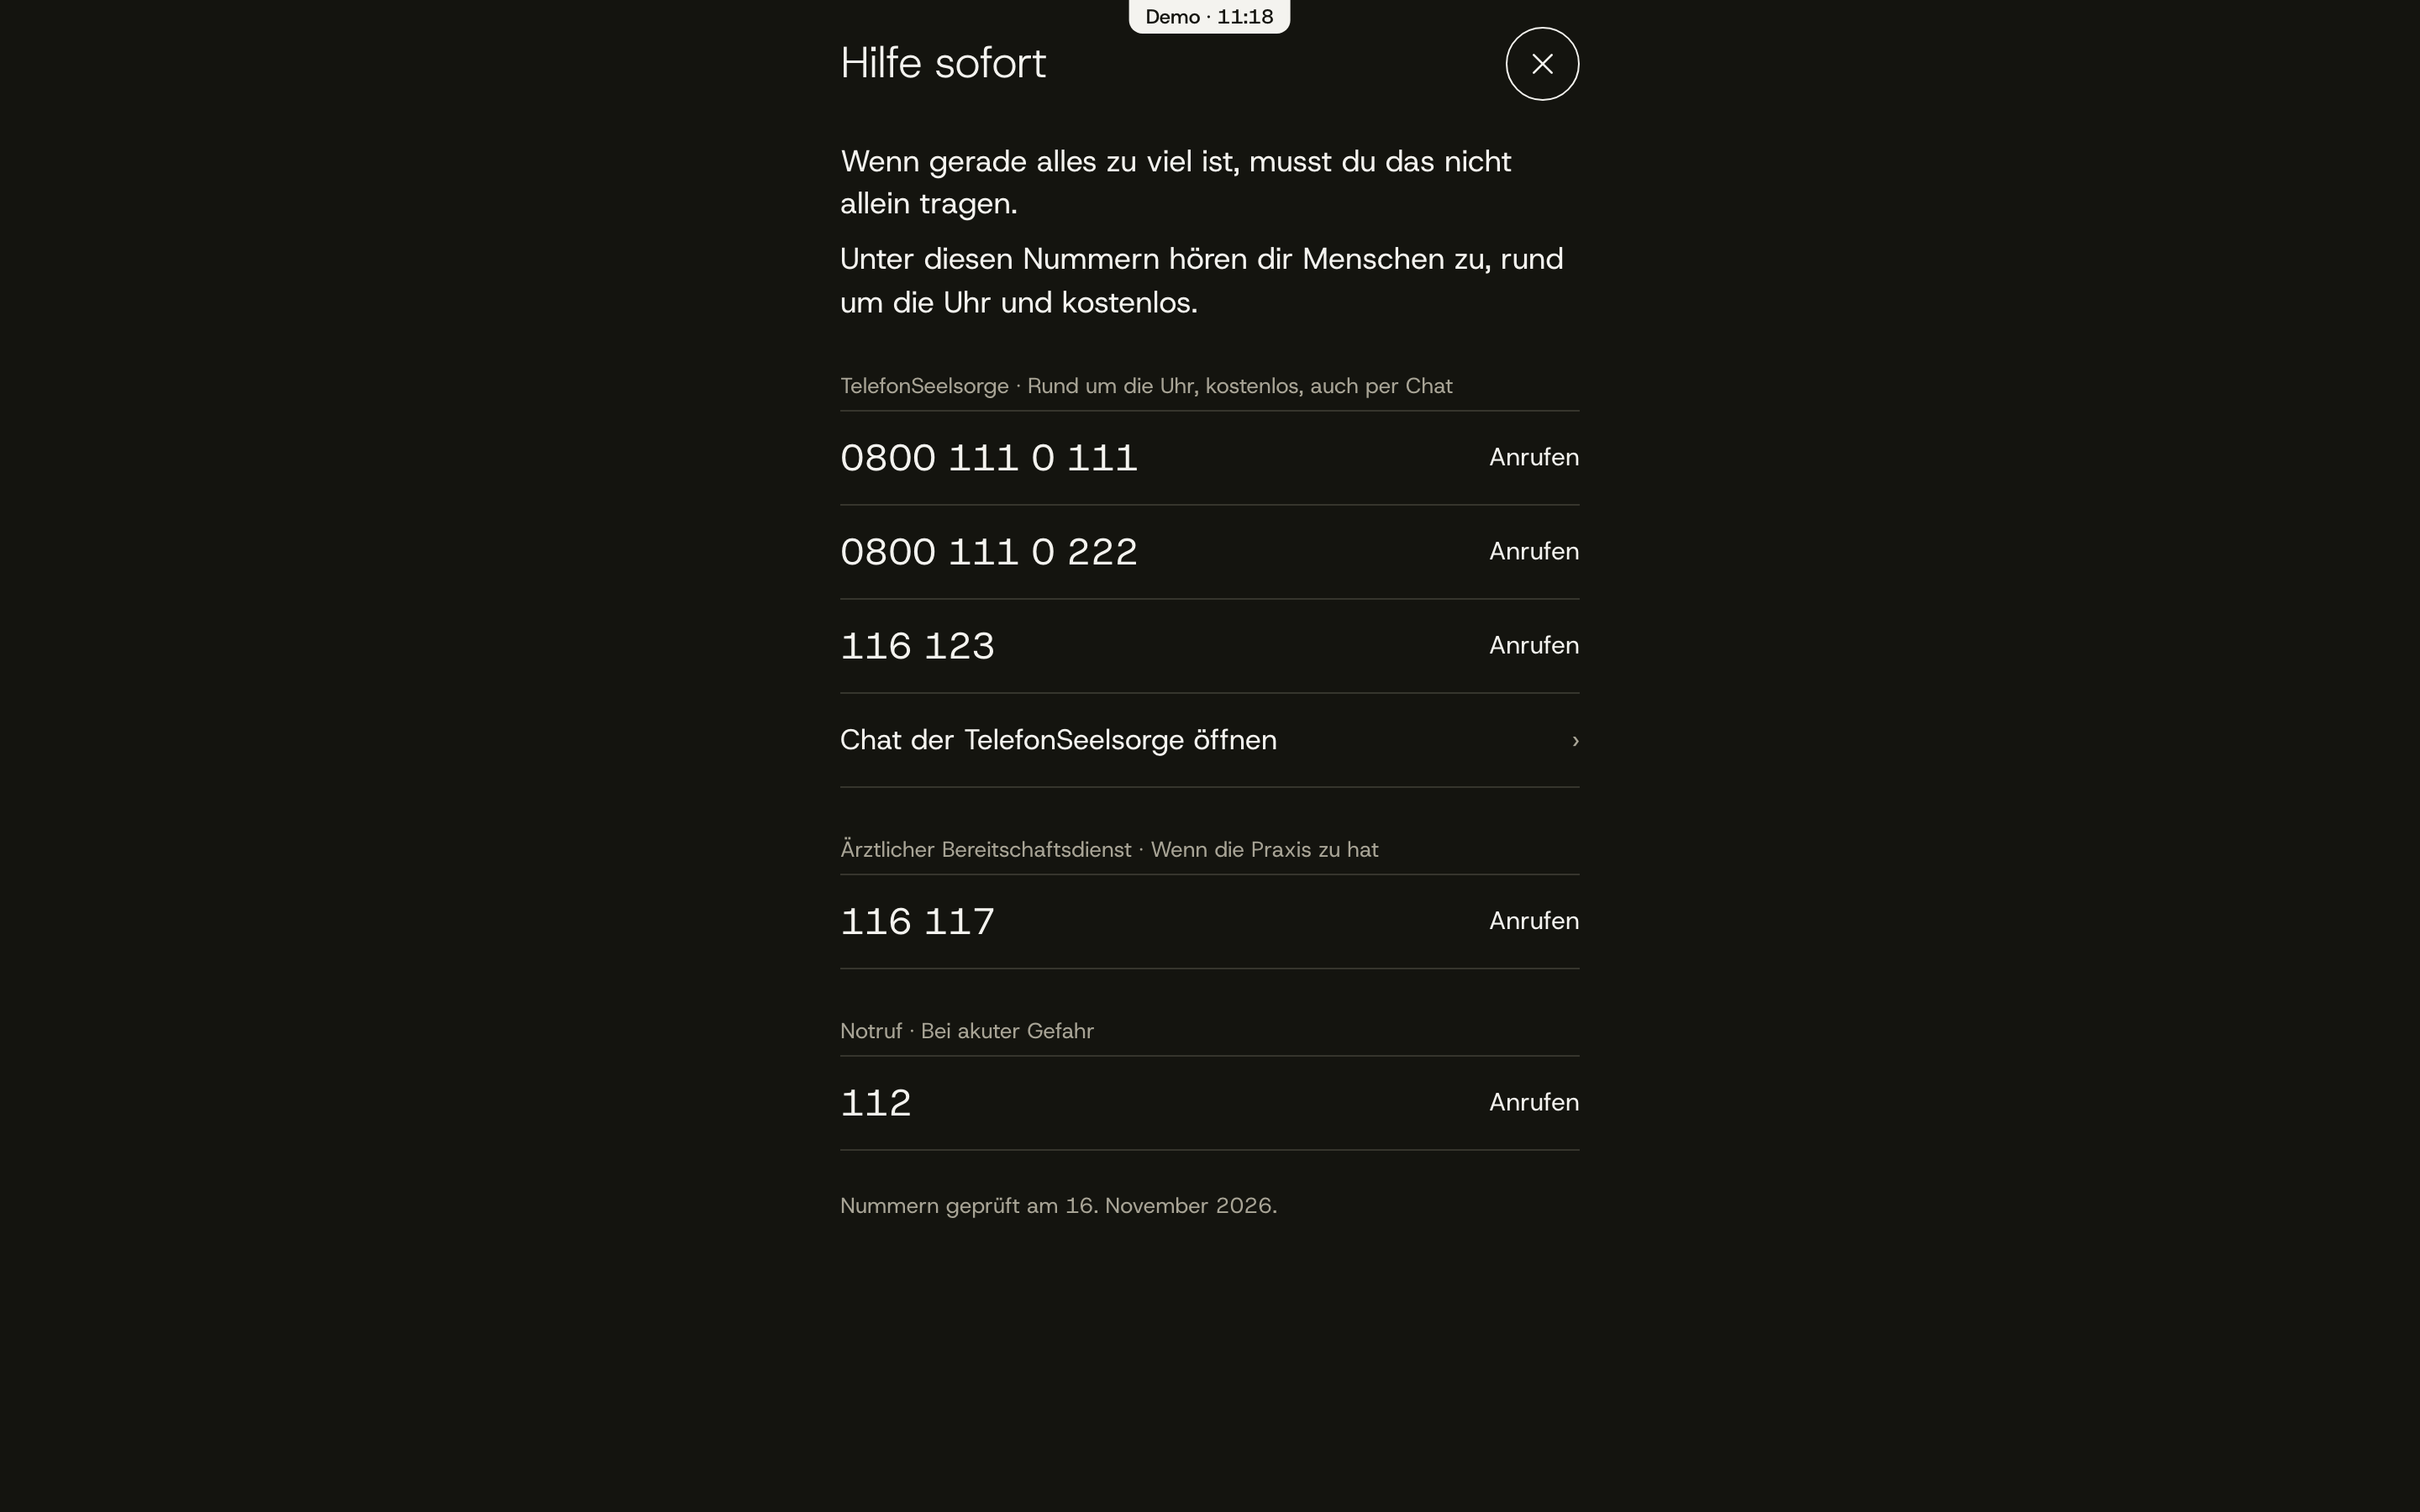 Demo · 11:18
Hilfe sofort
Wenn gerade alles zu viel ist, musst du das nicht
allein tragen.
Unter diesen Nummern hören dir Menschen zu, rund
um die Uhr und kostenlos.
TelefonSeelsorge · Rund um die Uhr, kostenlos, auch per Chat
0800 111 0 111 Anrufen
0800 111 0 222 Anrufen
116 123 Anrufen
Chat der TelefonSeelsorge öffnen ›
Ärztlicher Bereitschaftsdienst · Wenn die Praxis zu hat
116 117 Anrufen
Notruf · Bei akuter Gefahr
112 Anrufen
Nummern geprüft am 16. November 2026.